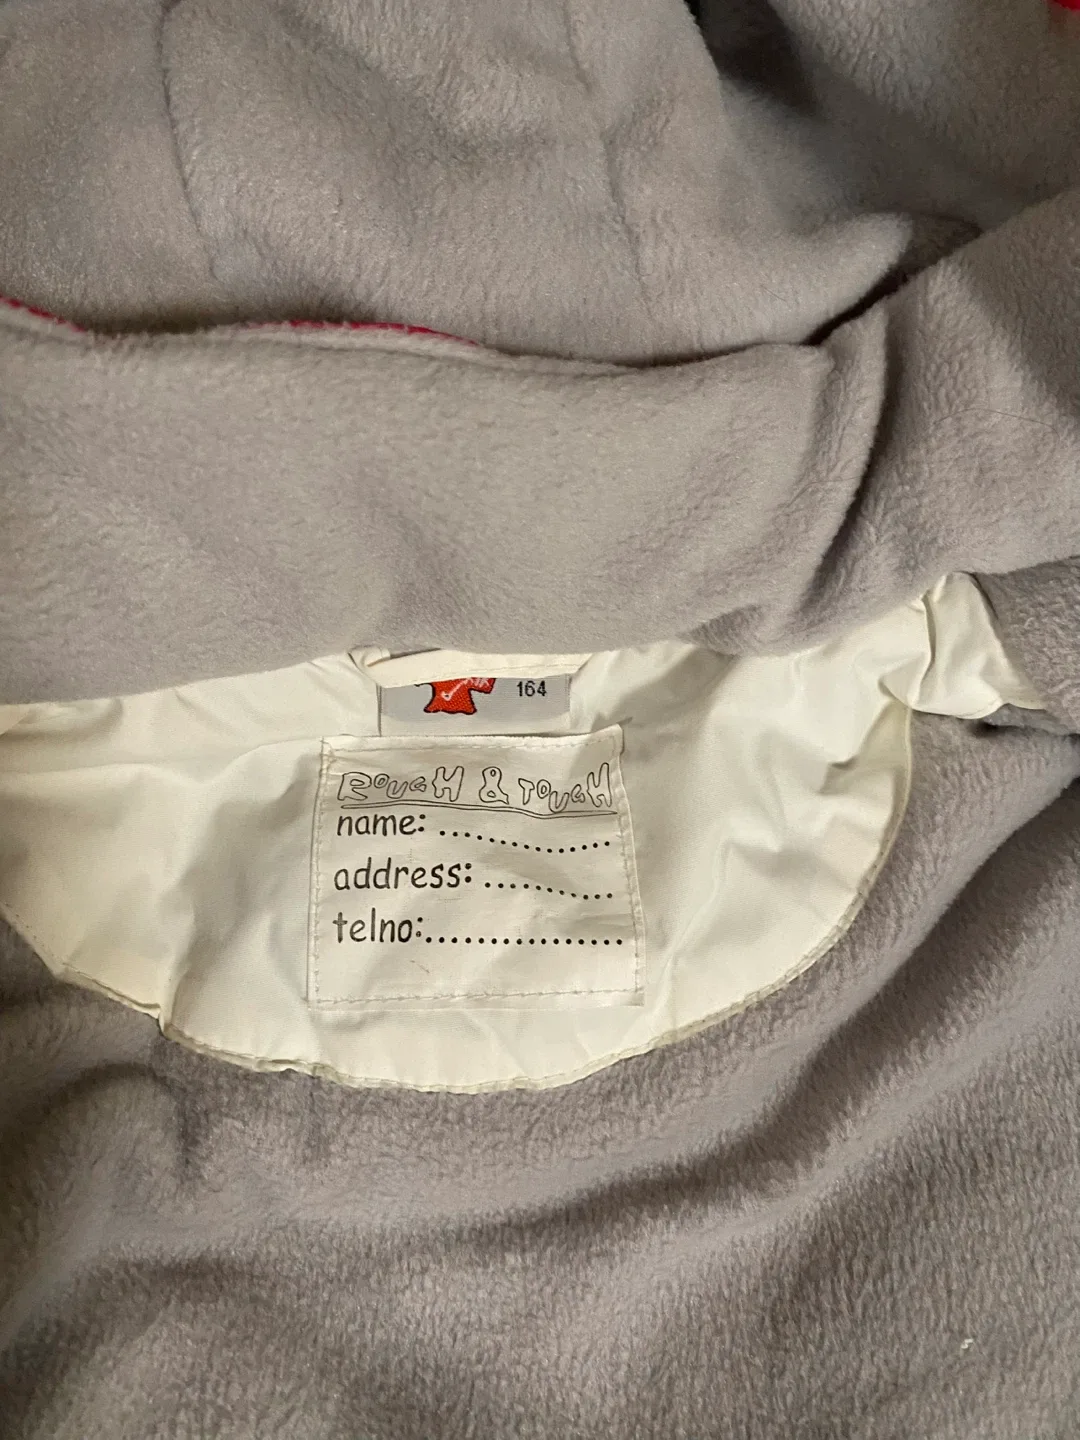 164
ROUGH & TOUGH
name: ..............
address: ..........
telno:................